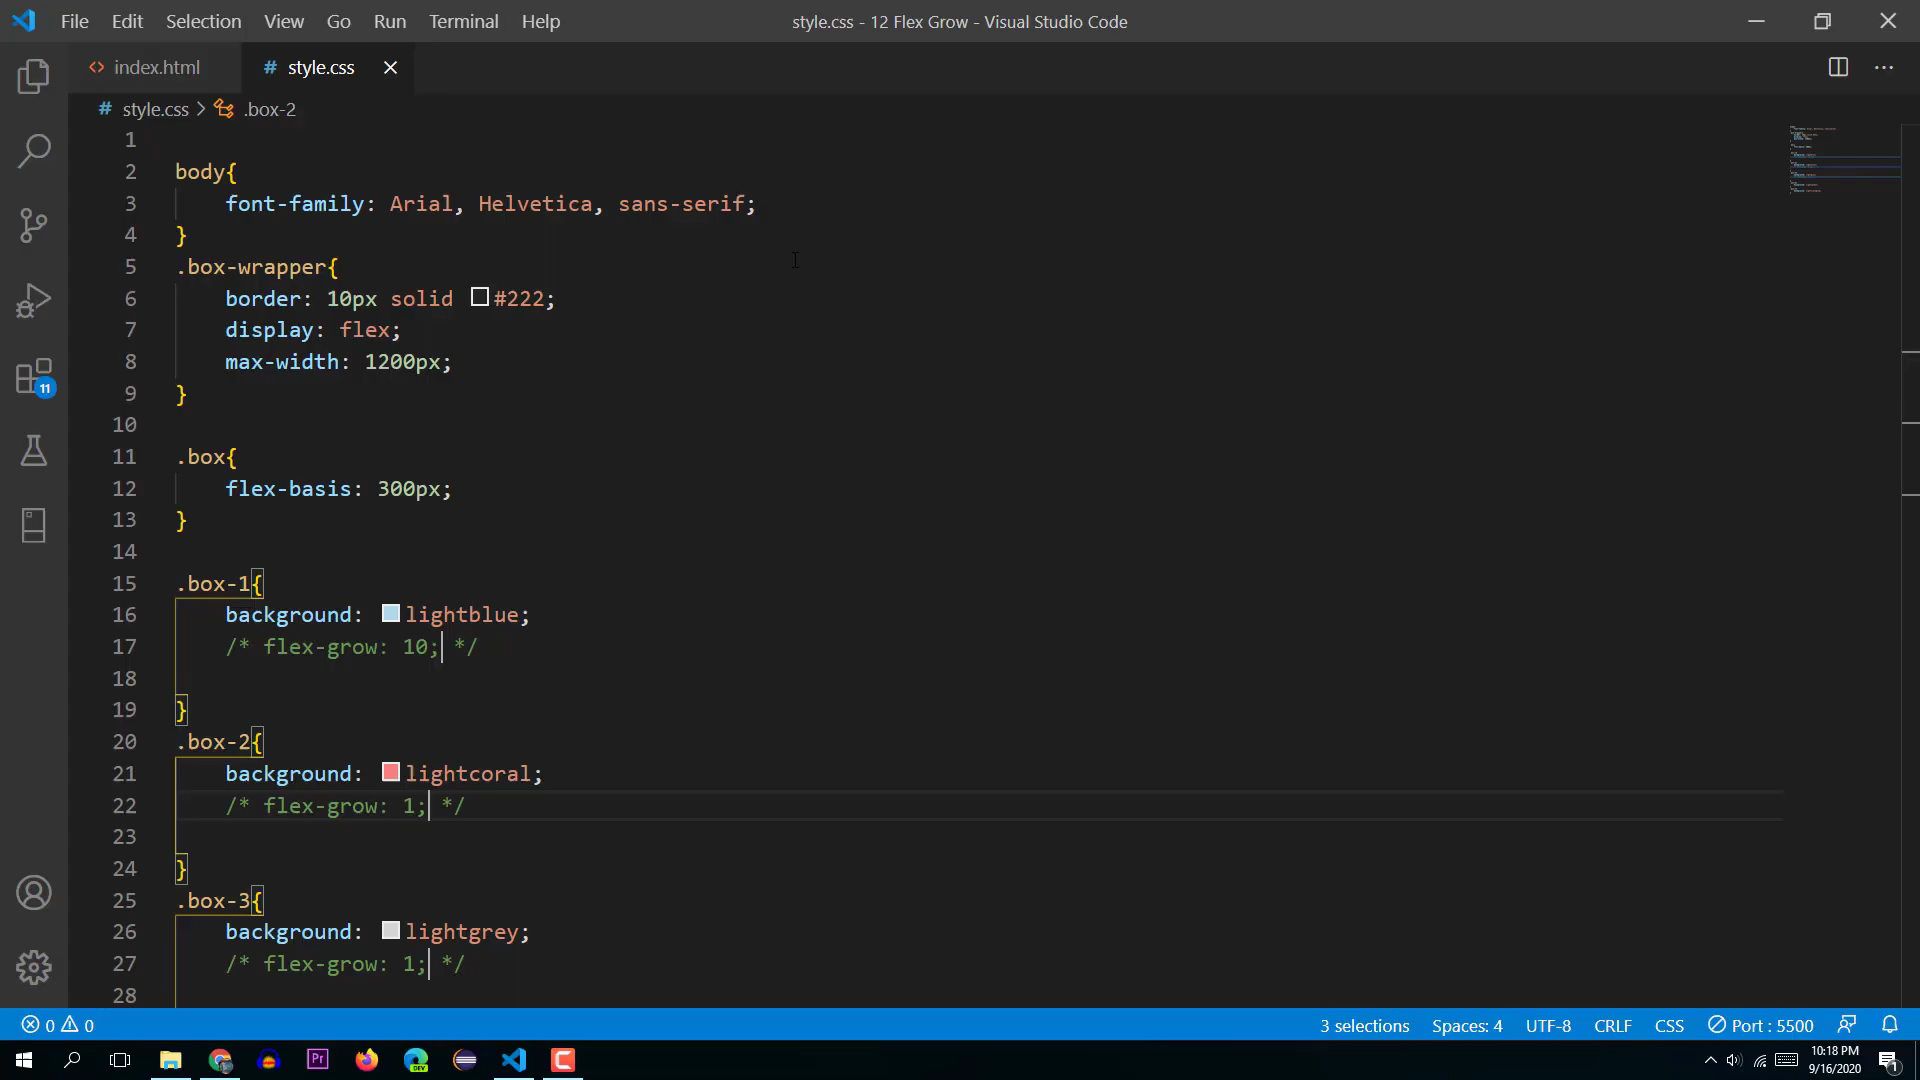 File Edit Selection View Go Run Terminal Help
style.css - 12 Flex Grow - Visual Studio Code
<> index.html
# style.css
# style.css > .box-2
1
2 body{
3 font-family: Arial, Helvetica, sans-serif;
4 }
5 .box-wrapper{
6 border: 10px solid #222;
7 display: flex;
8 max-width: 1200px;
9 }
10
11 .box{
12 flex-basis: 300px;
13 }
14
15 .box-1{
16 background: lightblue;
17 /* flex-grow: 10; */
18
19 }
20 .box-2{
21 background: lightcoral;
22 /* flex-grow: 1; */
23
24 }
25 .box-3{
26 background: lightgrey;
27 /* flex-grow: 1; */
28
11
0 0
3 selections Spaces: 4 UTF-8 CRLF CSS Port : 5500
Pr
DEV
10:18 PM
9/16/2020
1